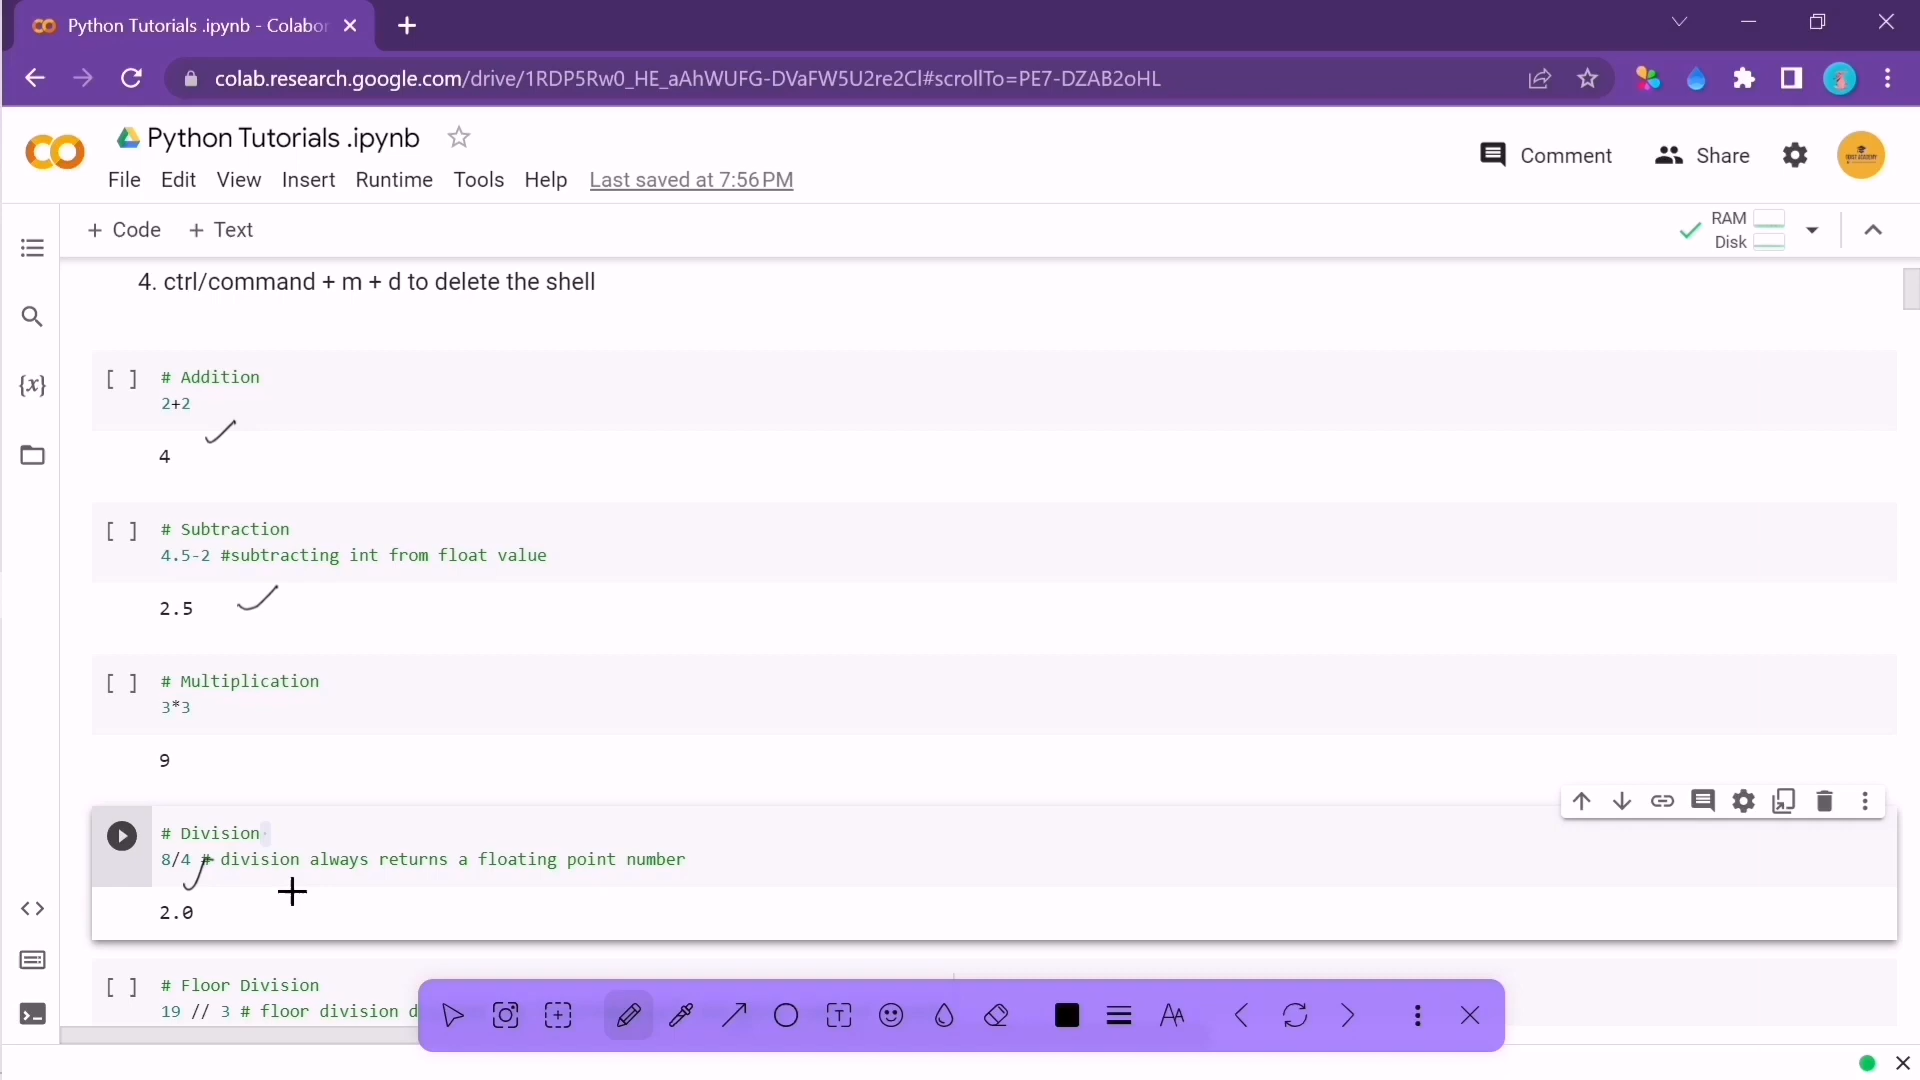 Python Tutorials .ipynb - Colabor
colab.research.google.com/drive/1RDP5Rw0_HE_aAhWUFG-DVaFW5U2re2Cl#scrollTo=PE7-DZAB2oHL
Python Tutorials .ipynb
Comment
Share
File Edit View Insert Runtime Tools Help Last saved at 7:56 PM
+ Code + Text
RAM
Disk
4. ctrl/command + m + d to delete the shell
[ ] # Addition
2+2
4
[ ] # Subtraction
4.5-2 #subtracting int from float value
2.5
[ ] # Multiplication
3*3
9
# Division
8/4 # division always returns a floating point number
2.0
[ ] # Floor Division
19 // 3 # floor division d